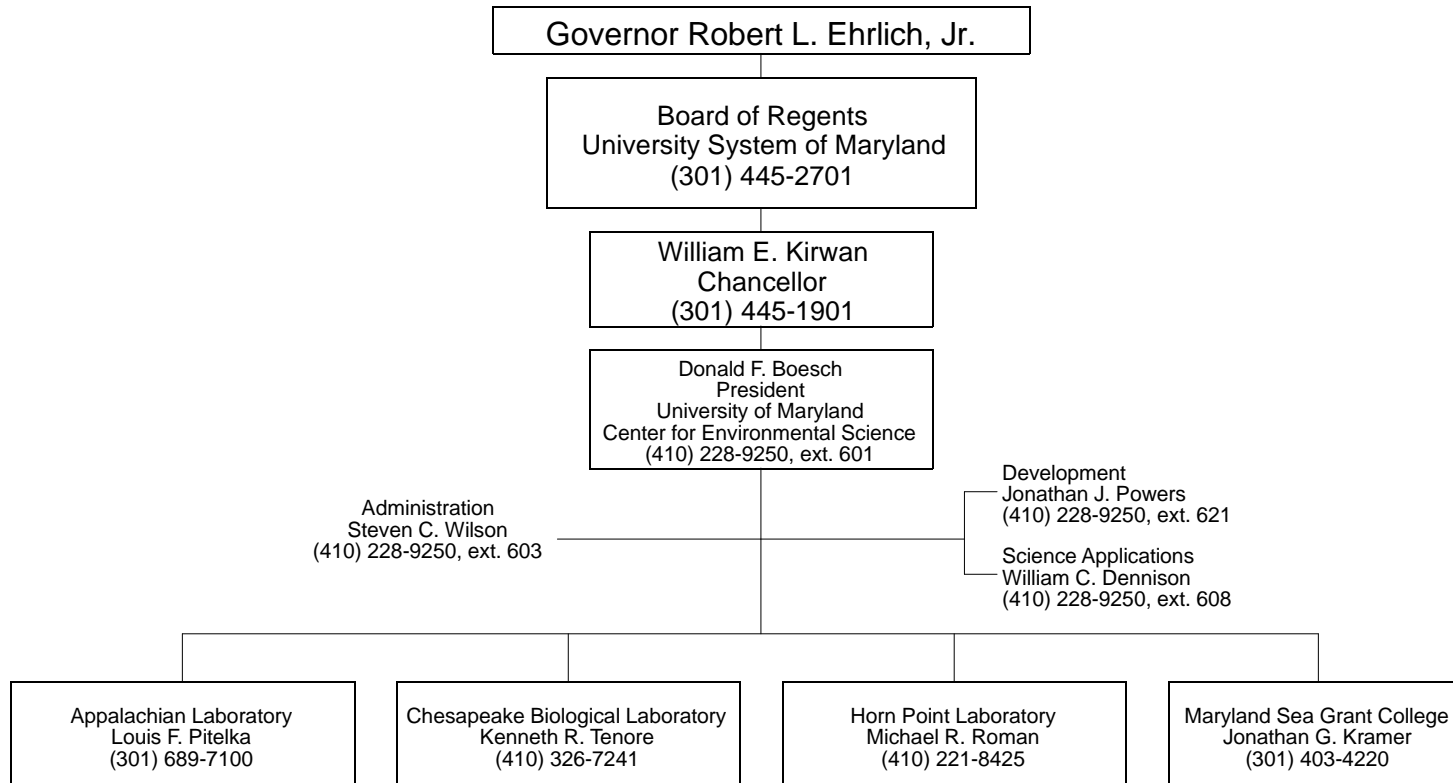 Governor Robert L. Ehrlich, Jr.
Board of Regents
University System of Maryland
(301) 445-2701
William E. Kirwan
Chancellor
(301) 445-1901
Donald F. Boesch
President
University of Maryland
Center for Environmental Science
(410) 228-9250, ext. 601
Administration
Steven C. Wilson
(410) 228-9250, ext. 603
Development
Jonathan J. Powers
(410) 228-9250, ext. 621
Science Applications
William C. Dennison
(410) 228-9250, ext. 608
Appalachian Laboratory
Louis F. Pitelka
(301) 689-7100
Chesapeake Biological Laboratory
Kenneth R. Tenore
(410) 326-7241
Horn Point Laboratory
Michael R. Roman
(410) 221-8425
Maryland Sea Grant College
Jonathan G. Kramer
(301) 403-4220